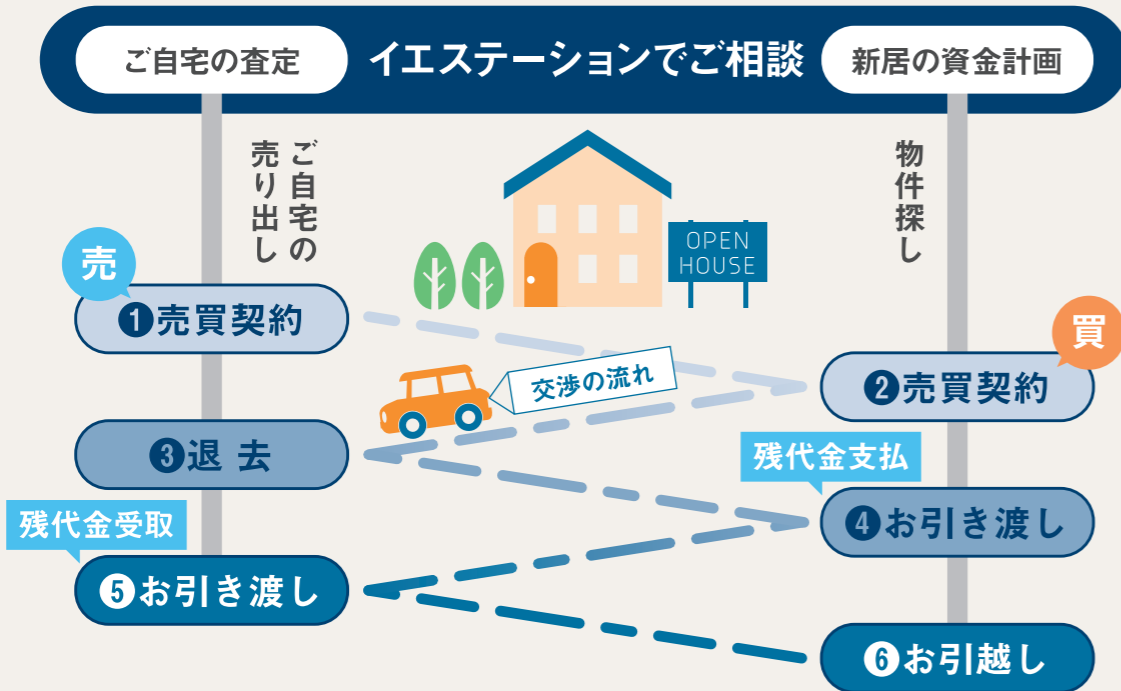 ご自宅の査定
イエステーションでご相談
新居の資金計画
ご自宅の
売り出し
物件探し
OPEN
HOUSE
売
❶売買契約
買
❷売買契約
交渉の流れ
❸退 去
残代金支払
❹お引き渡し
残代金受取
❺お引き渡し
❻お引越し